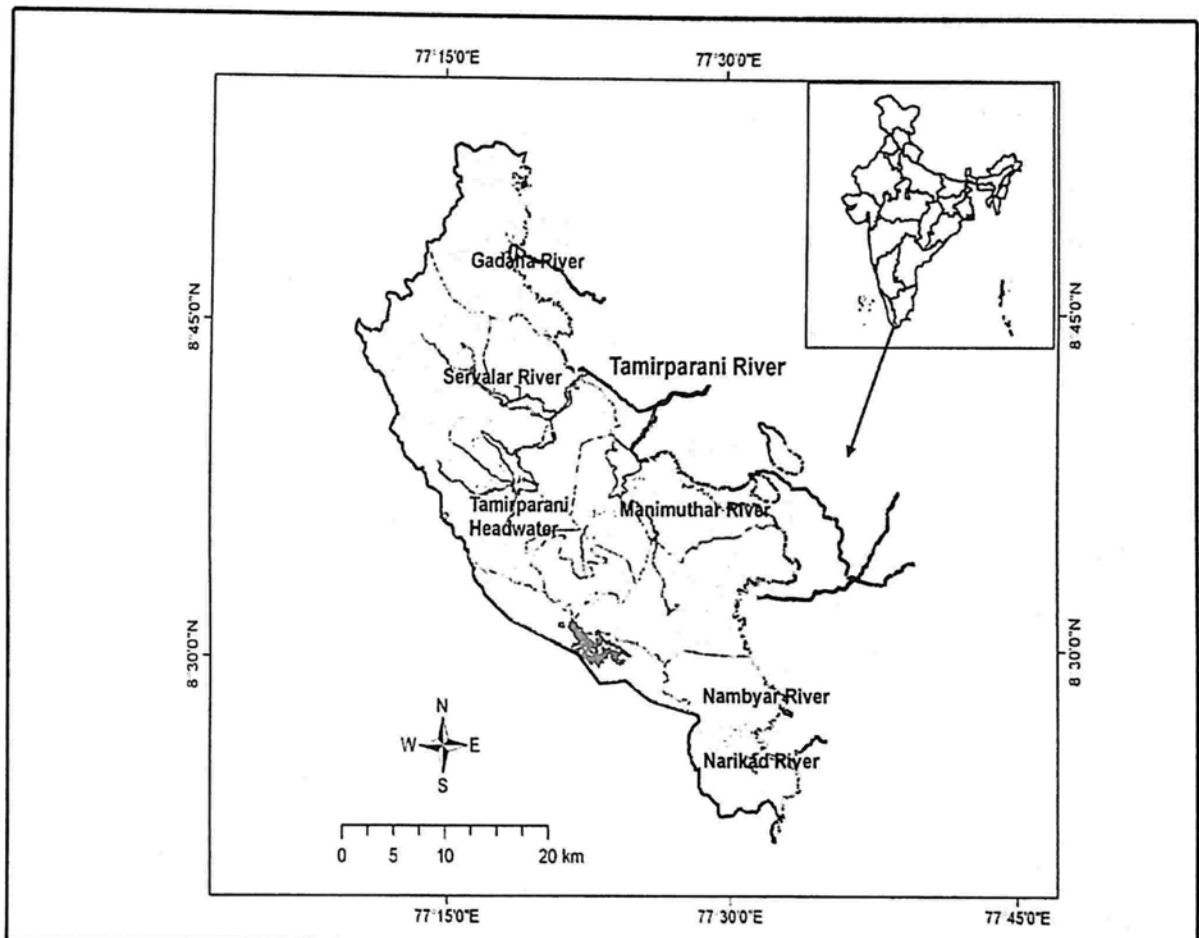 77°15'0"E
77°30'0"E
Gadana River
8°45'0"N
8°45'0"N
Tamirparani River
Servalar River
Tamirparani
Headwater
Manimuthar River
8°30'0"N
8°30'0"N
Nambyar River
Narikad River
N
W
E
S
0 5 10 20 km
77°15'0"E
77°30'0"E
77°45'0"E